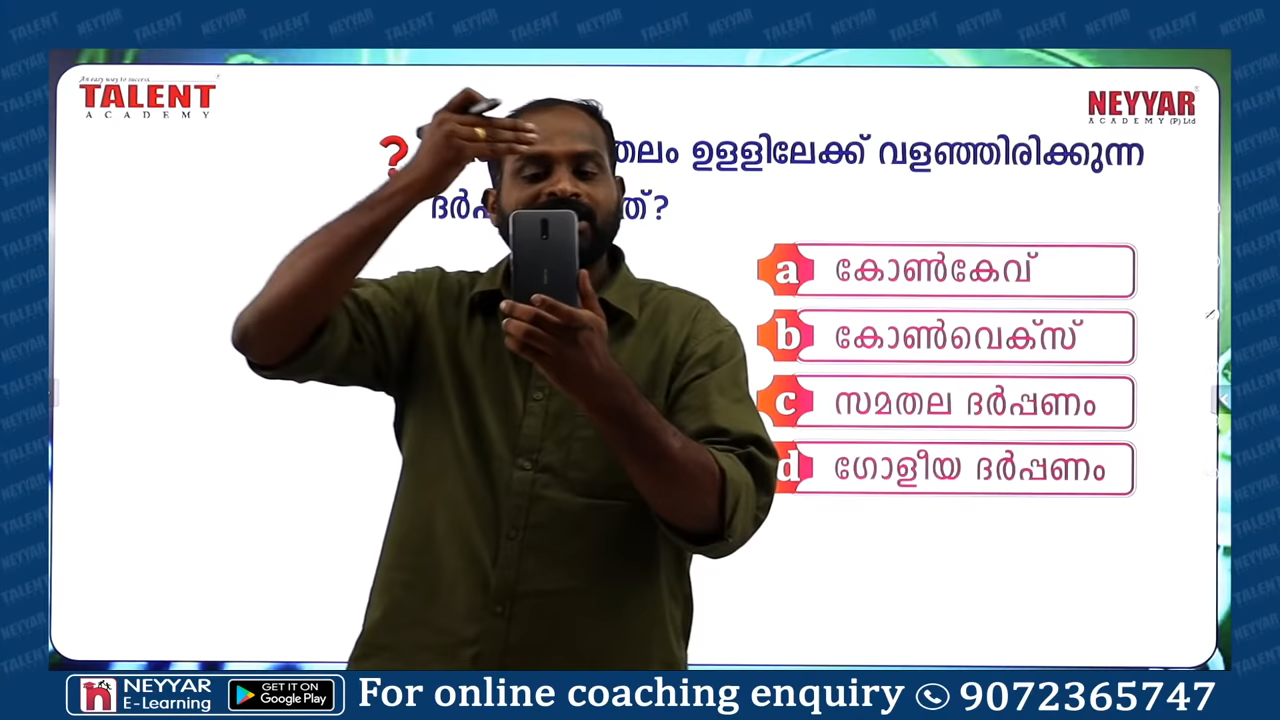 An easy way to success
TALENT
ACADEMY
NEYYAR
ACADEMY (P) Ltd
? ഉള്ളിലേക്ക് വളഞ്ഞിരിക്കുന്ന
?
a കോൺകേവ്
b കോൺവെക്സ്
c സമതല ദർപ്പണം
d ഗോളീയ ദർപ്പണം
NEYYAR
E-Learning
GET IT ON
Google Play
For online coaching enquiry 9072365747